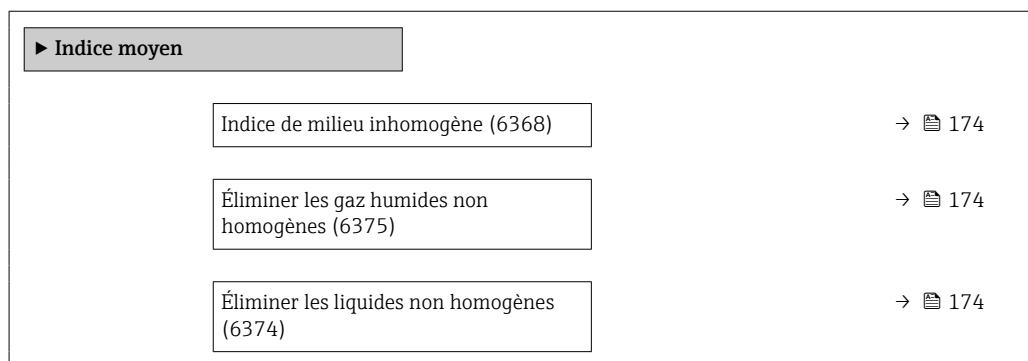 ▶ Indice moyen
Indice de milieu inhomogène (6368) → 174
Éliminer les gaz humides non
homogènes (6375) → 174
Éliminer les liquides non homogènes
(6374) → 174